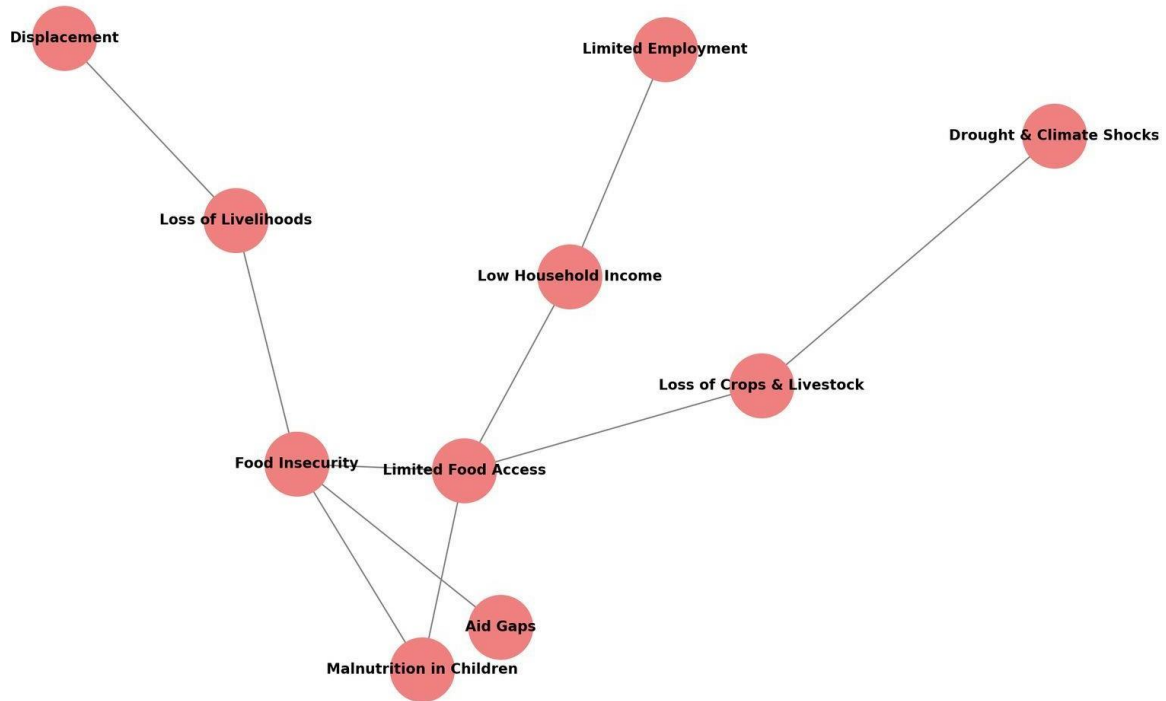 Displacement
Limited Employment
Drought & Climate Shocks
Loss of Livelihoods
Low Household Income
Loss of Crops & Livestock
Food Insecurity
Limited Food Access
Aid Gaps
Malnutrition in Children